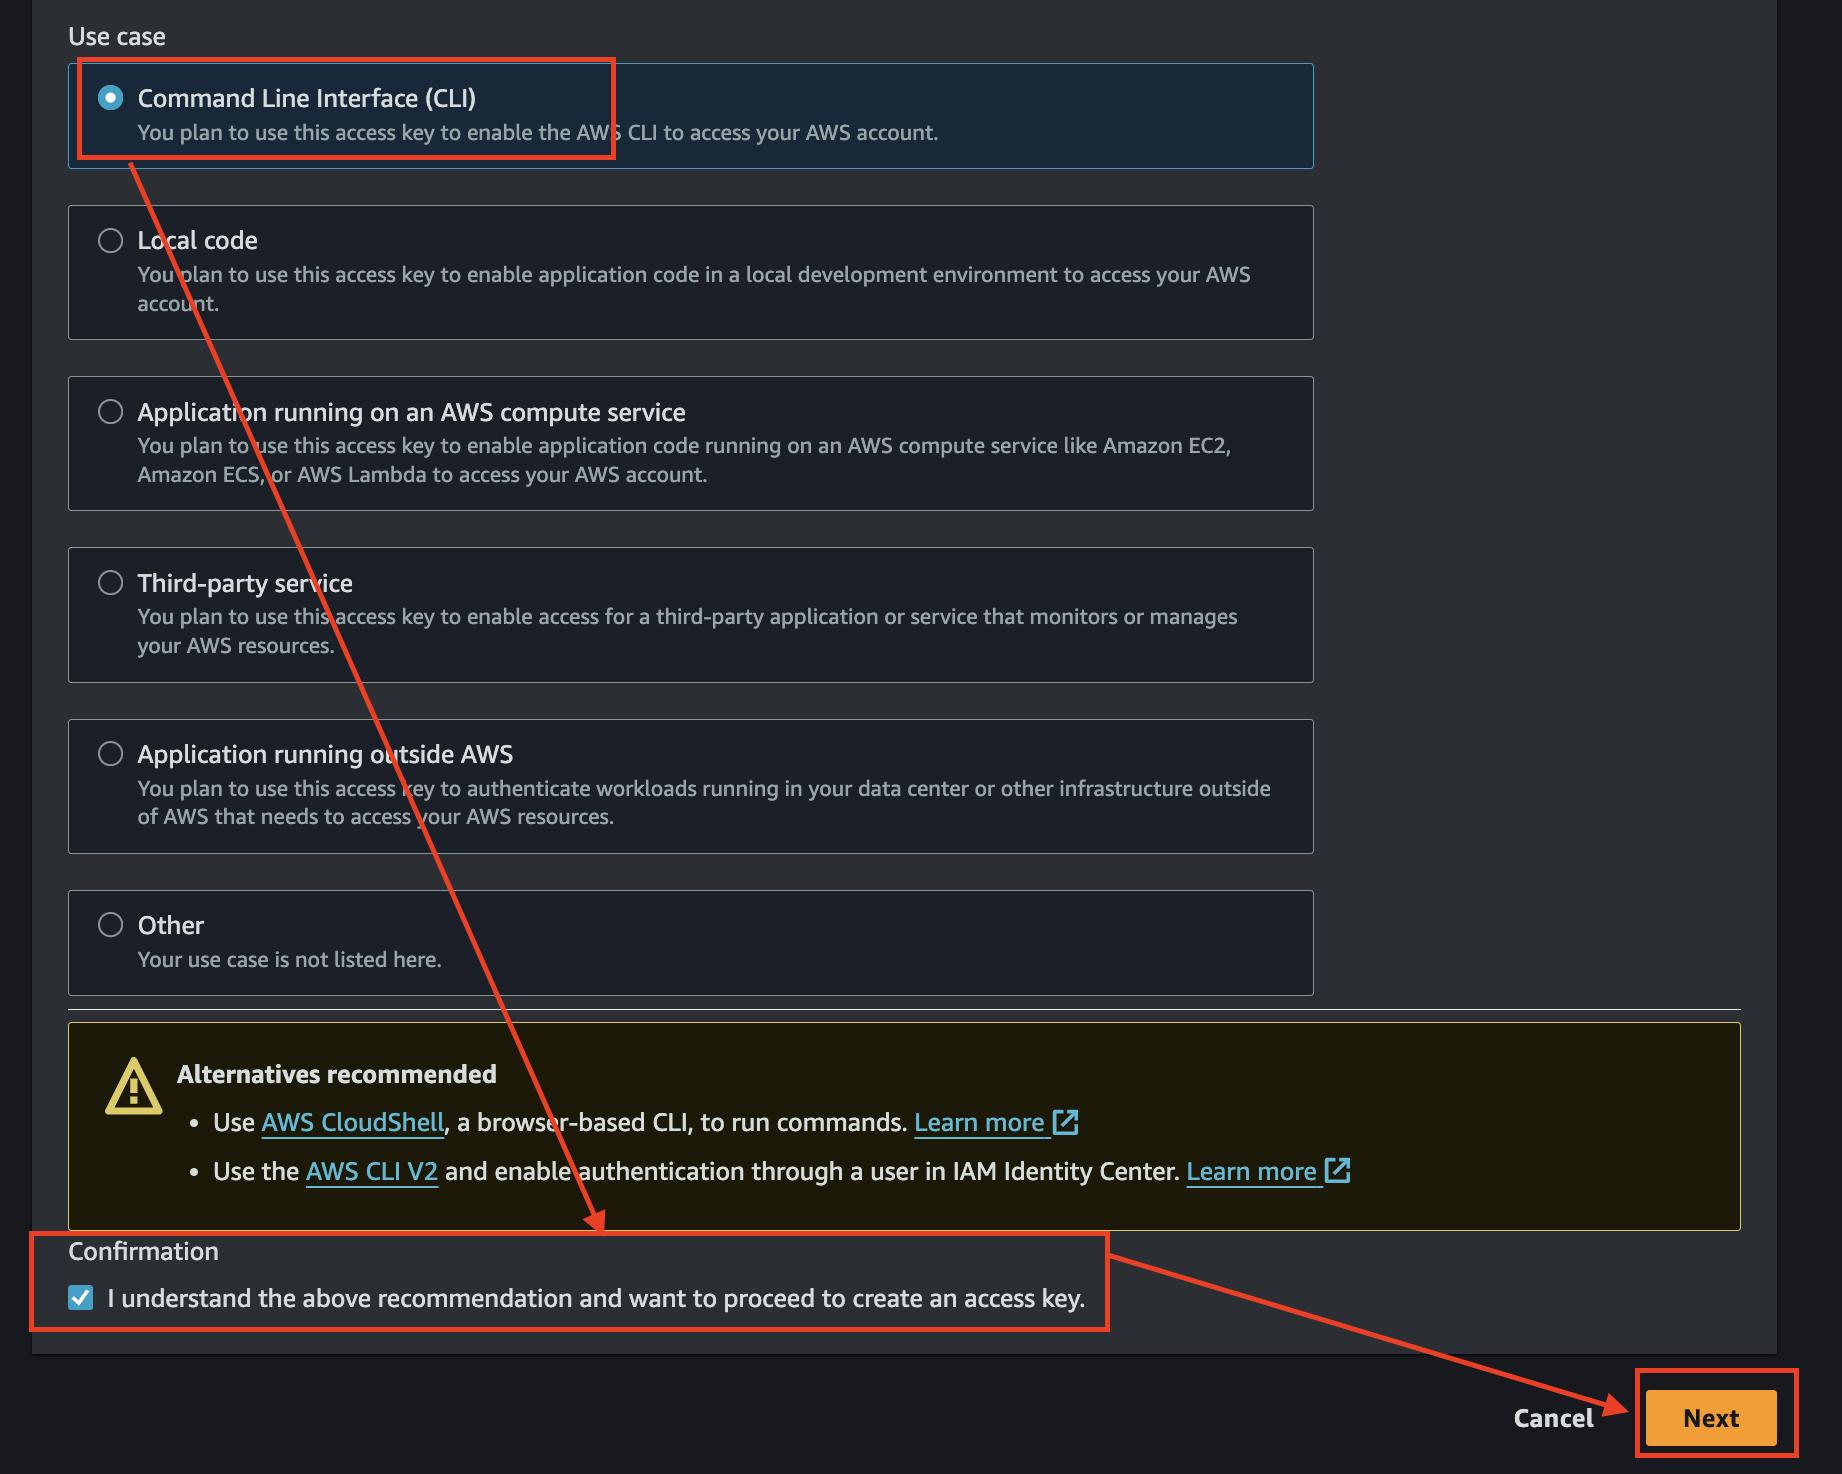 Use case
Command Line Interface (CLI)
You plan to use this access key to enable the AWS CLI to access your AWS account.
Local code
You plan to use this access key to enable application code in a local development environment to access your AWS
account.
Application running on an AWS compute service
You plan to use this access key to enable application code running on an AWS compute service like Amazon EC2,
Amazon ECS, or AWS Lambda to access your AWS account.
Third-party service
You plan to use this access key to enable access for a third-party application or service that monitors or manages
your AWS resources.
Application running outside AWS
You plan to use this access key to authenticate workloads running in your data center or other infrastructure outside
of AWS that needs to access your AWS resources.
Other
Your use case is not listed here.
Alternatives recommended
• Use AWS CloudShell, a browser-based CLI, to run commands. Learn more
• Use the AWS CLI V2 and enable authentication through a user in IAM Identity Center. Learn more
Confirmation
I understand the above recommendation and want to proceed to create an access key.
Cancel Next